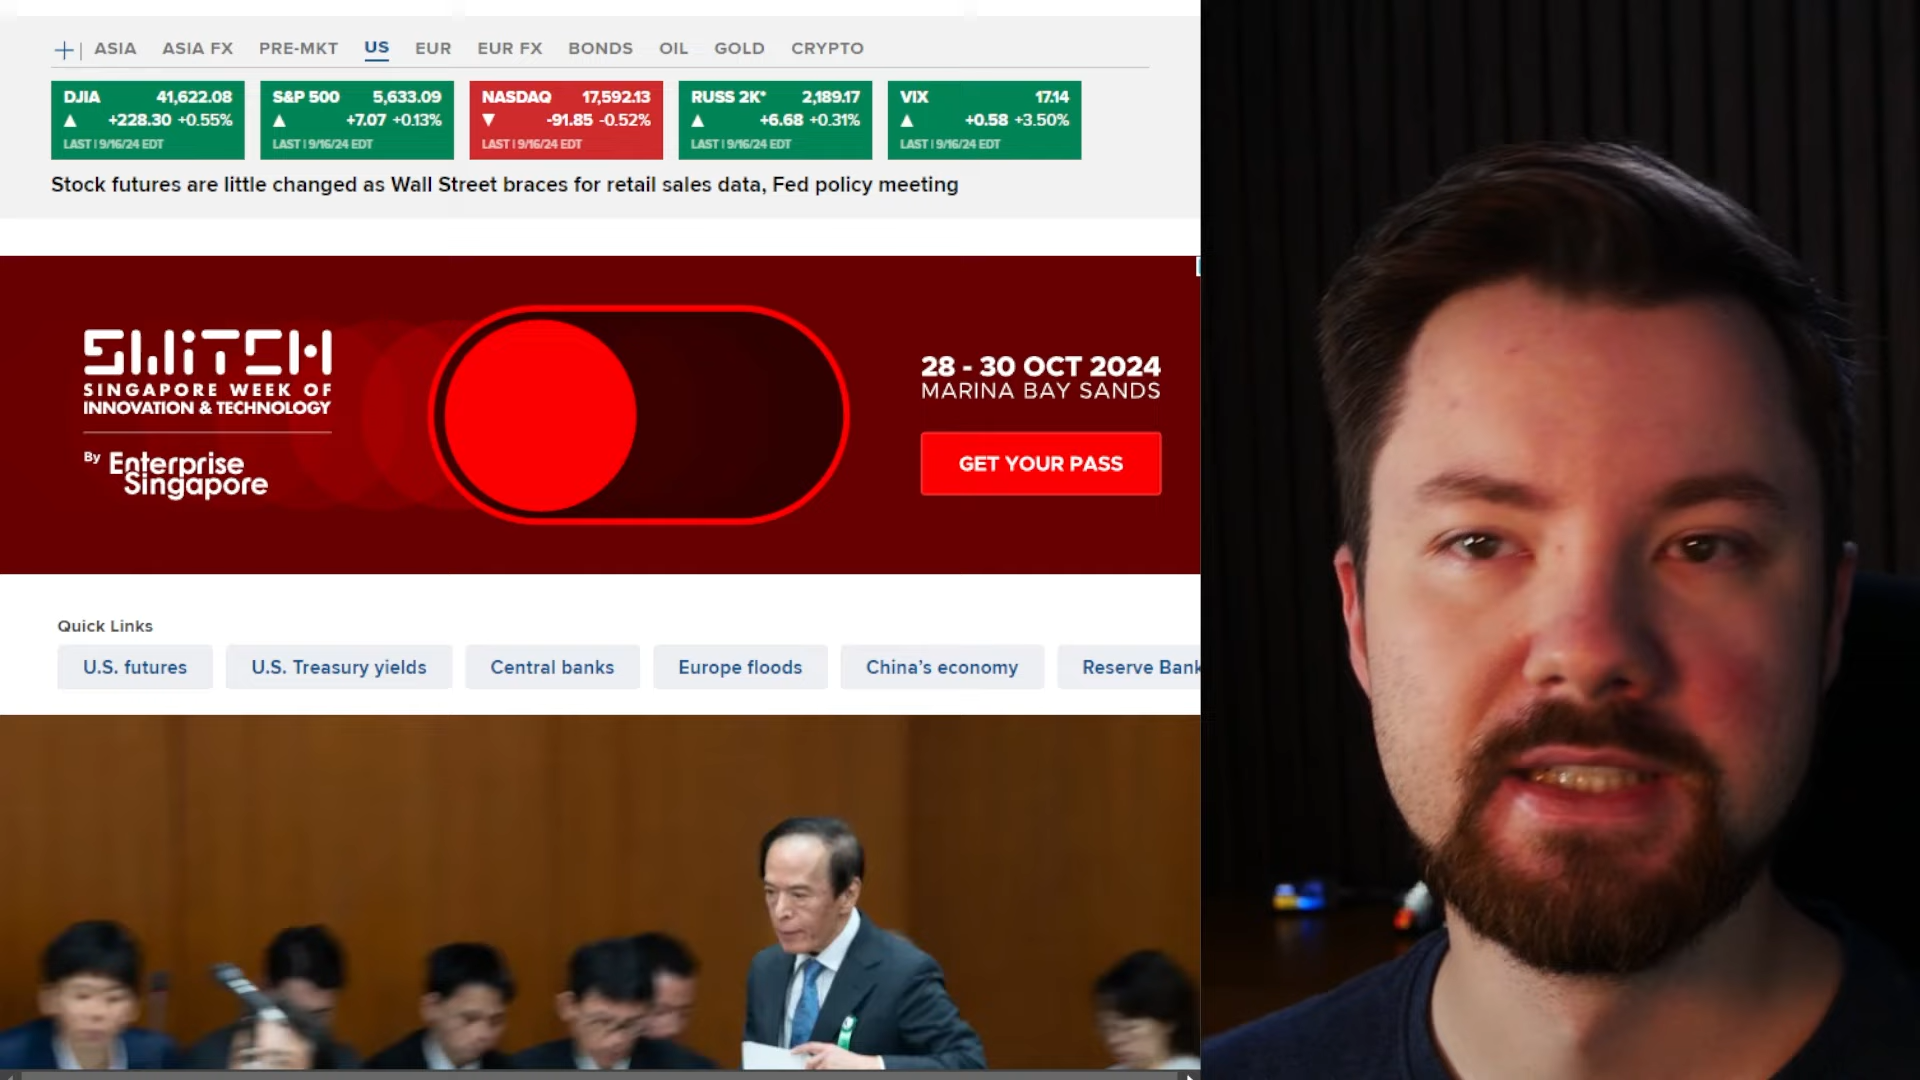 ASIA ASIA FX PRE-MKT US EUR EUR FX BONDS OIL GOLD CRYPTO
DJIA 41,622.08
+228.30 +0.55%
LAST | 9/16/24 EDT
S&P 500 5,633.09
+7.07 +0.13%
LAST | 9/16/24 EDT
NASDAQ 17,592.13
-91.85 -0.52%
LAST | 9/16/24 EDT
RUSS 2K* 2,189.17
+6.68 +0.31%
LAST | 9/16/24 EDT
VIX 17.14
+0.58 +3.50%
LAST | 9/16/24 EDT
Stock futures are little changed as Wall Street braces for retail sales data, Fed policy meeting
SWITCH
SINGAPORE WEEK OF
INNOVATION & TECHNOLOGY
By Enterprise
Singapore
28 - 30 OCT 2024
MARINA BAY SANDS
GET YOUR PASS
Quick Links
U.S. futures
U.S. Treasury yields
Central banks
Europe floods
China's economy
Reserve Bank